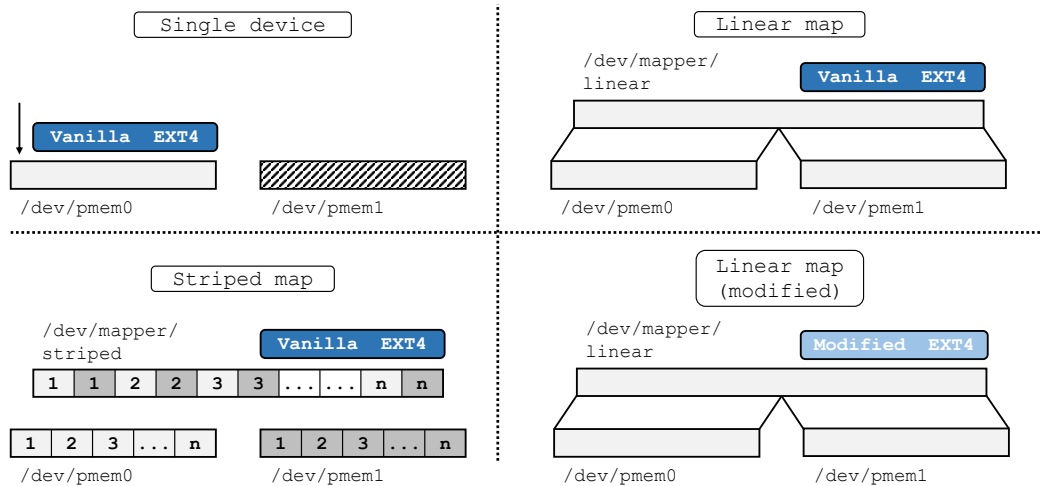 Single device
Vanilla EXT4
/dev/pmem0
/dev/pmem1
Linear map
/dev/mapper/
linear
Vanilla EXT4
/dev/pmem0
/dev/pmem1
Striped map
/dev/mapper/
striped
Vanilla EXT4
1 1 2 2 3 3 ... ... n n
1 2 3 ... n
1 2 3 ... n
/dev/pmem0
/dev/pmem1
Linear map
(modified)
/dev/mapper/
linear
Modified EXT4
/dev/pmem0
/dev/pmem1